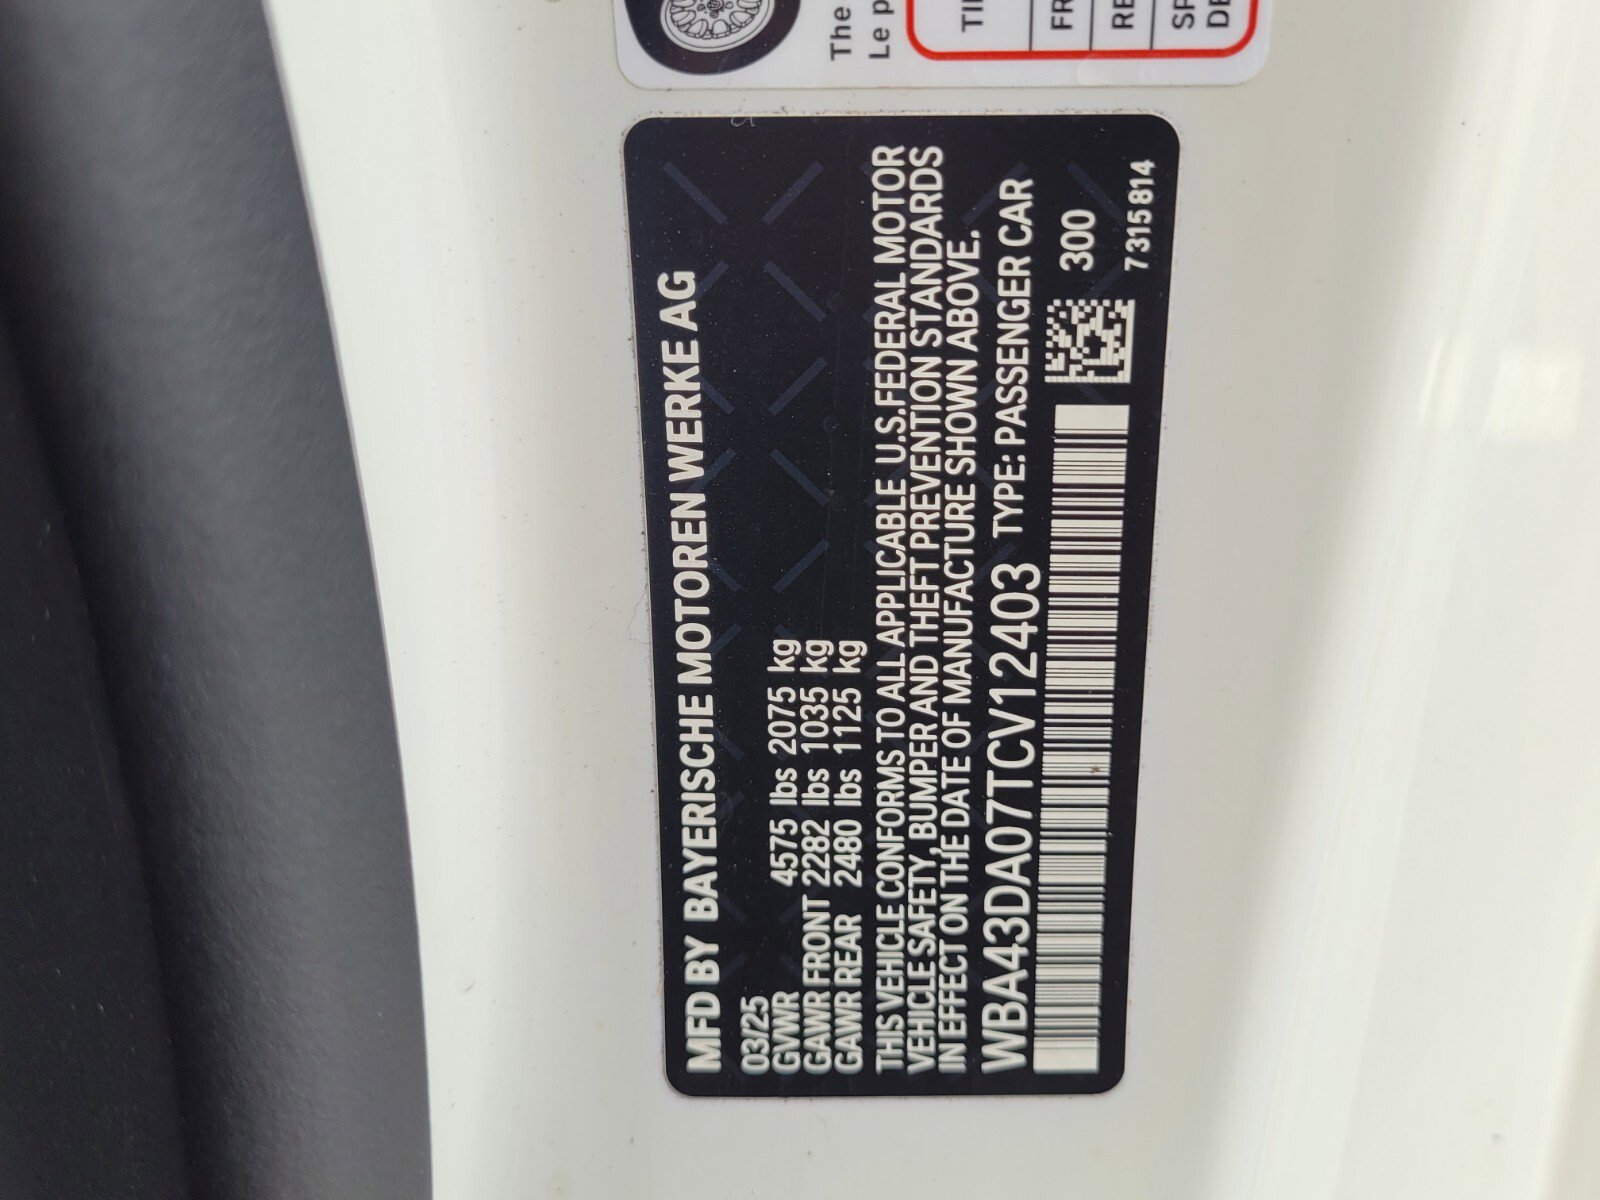 MFD BY BAYERISCHE MOTOREN WERKE AG
03/25
GVWR 4575 lbs 2075 kg
GAWR FRONT 2282 lbs 1035 kg
GAWR REAR 2480 lbs 1125 kg
THIS VEHICLE CONFORMS TO ALL APPLICABLE U.S.FEDERAL MOTOR
VEHICLE SAFETY, BUMPER AND THEFT PREVENTION STANDARDS
IN EFFECT ON THE DATE OF MANUFACTURE SHOWN ABOVE.
WBA43DA07TCV12403 TYPE: PASSENGER CAR
300
7 315 814
The
Le